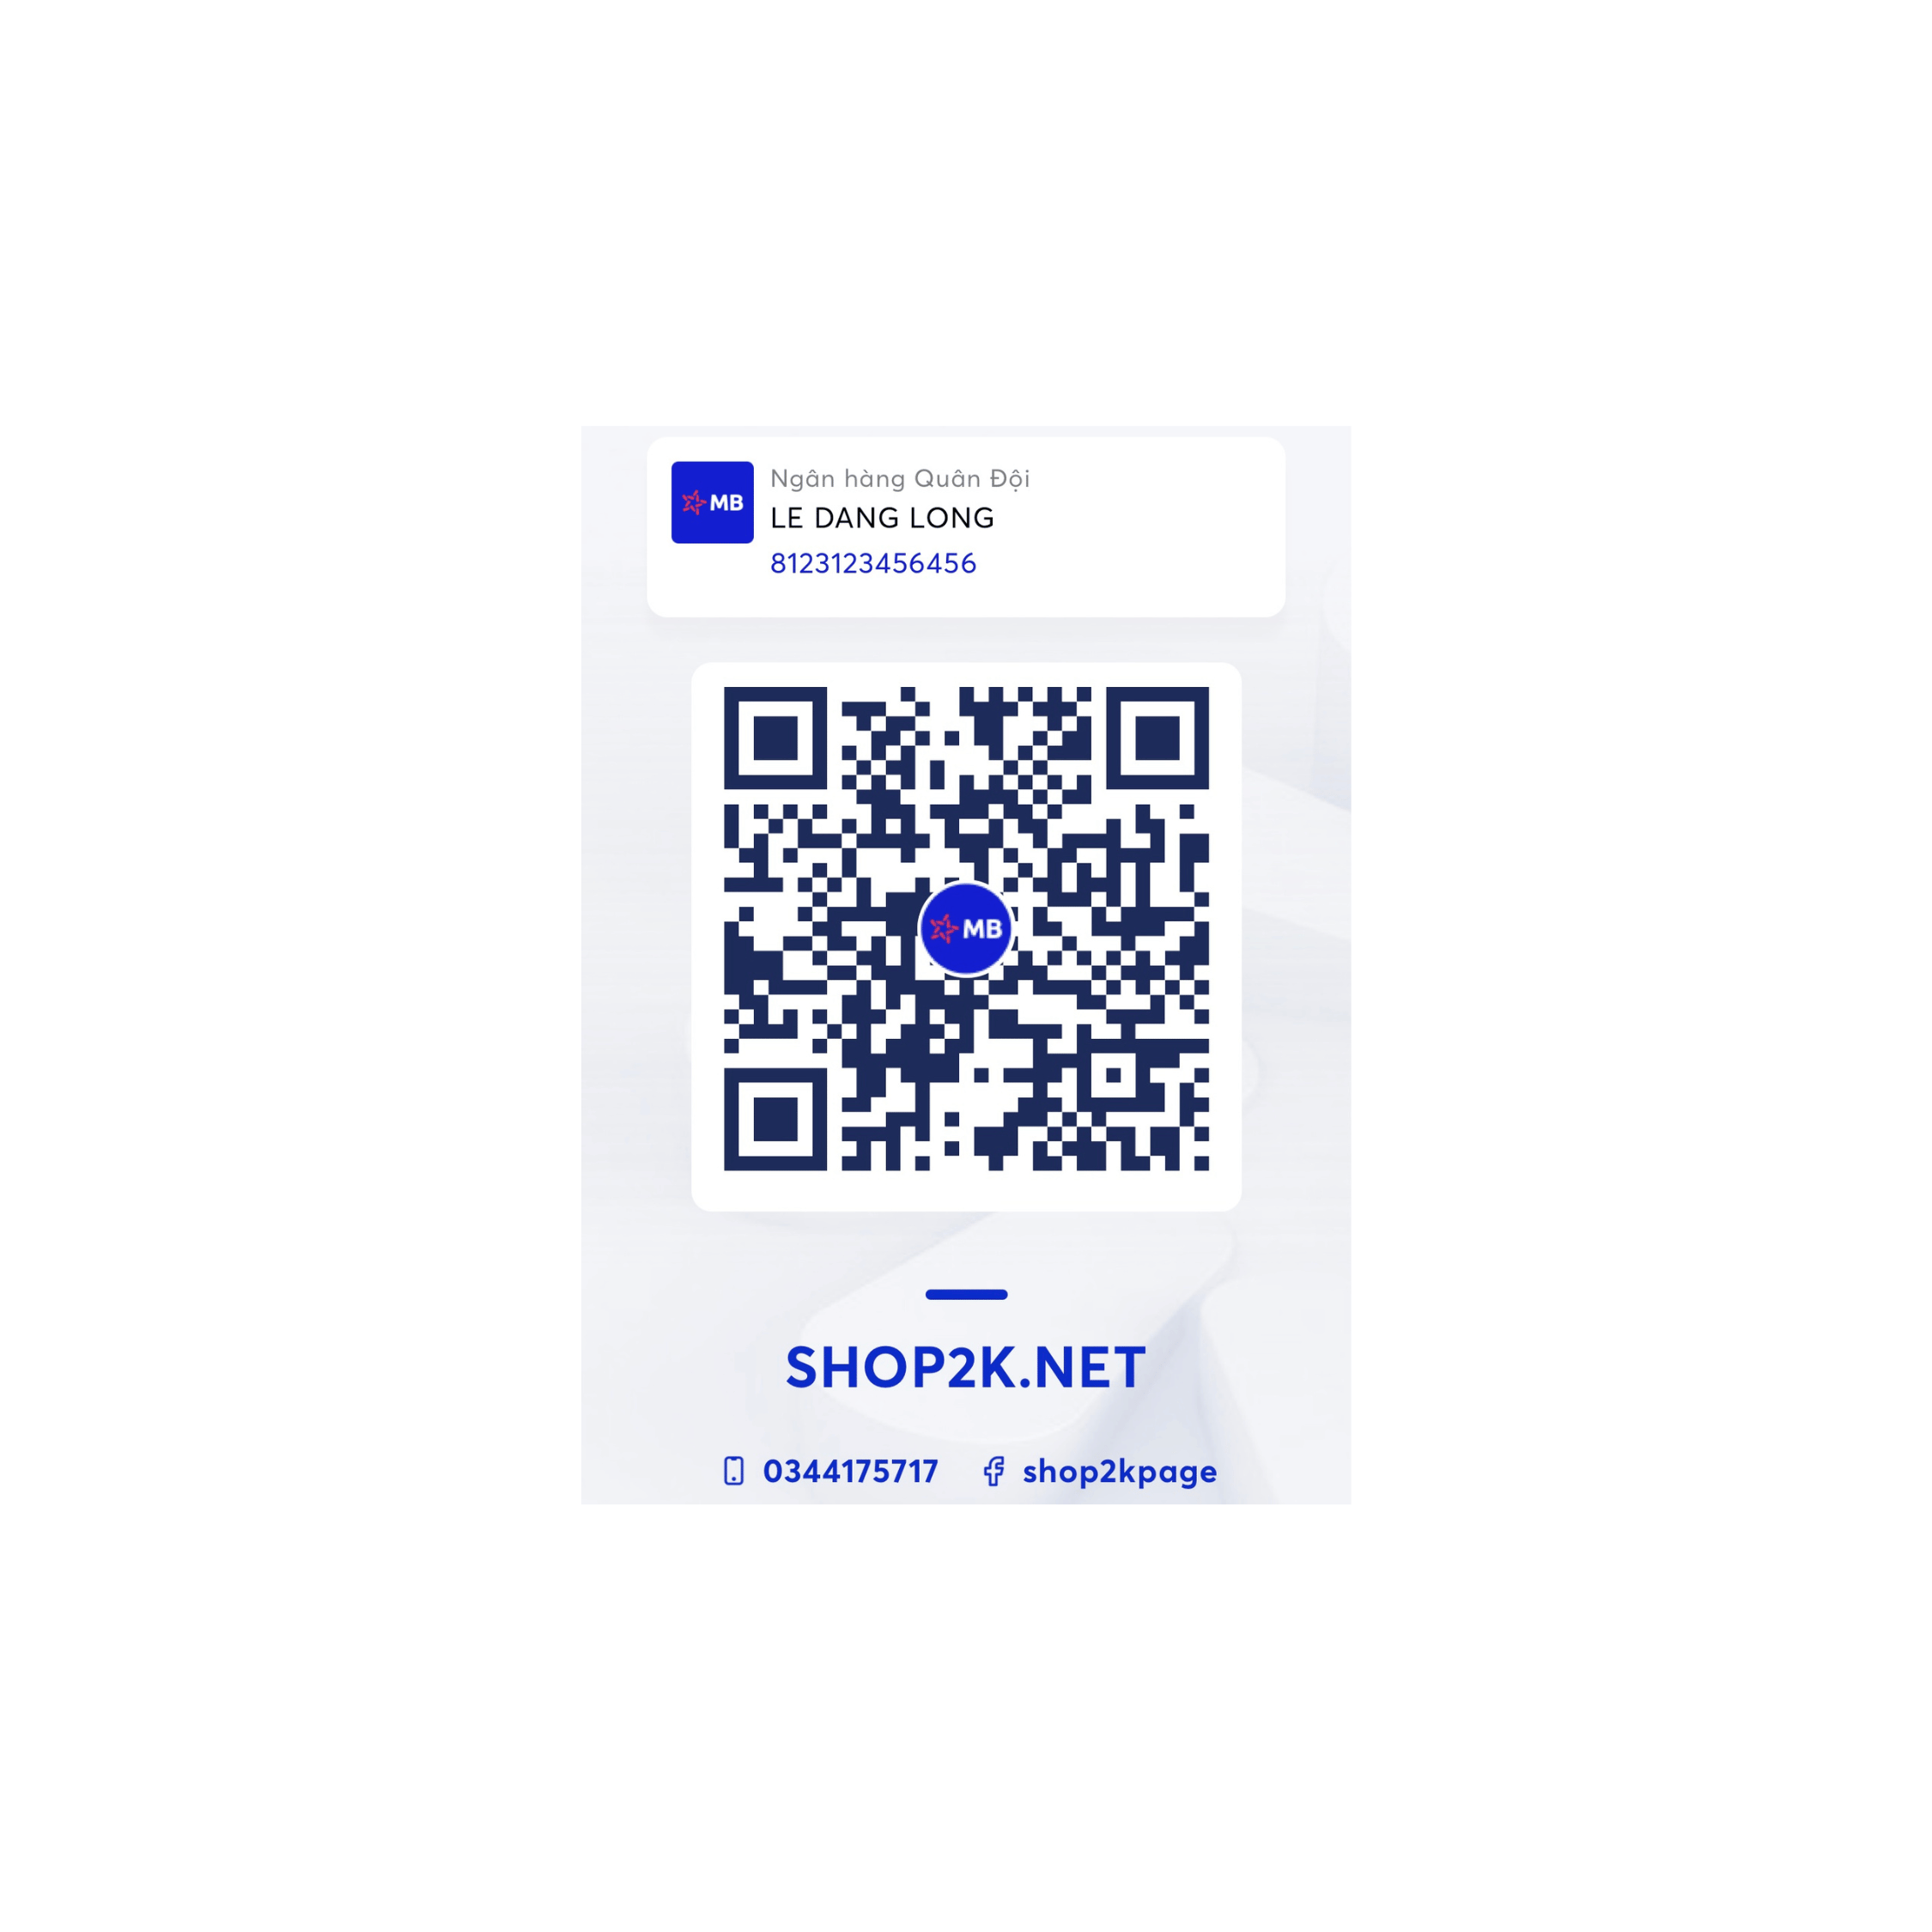 MB
Ngân hàng Quân Đội
LE DANG LONG
8123123456456
MB
SHOP2K.NET
0344175717
shop2kpage